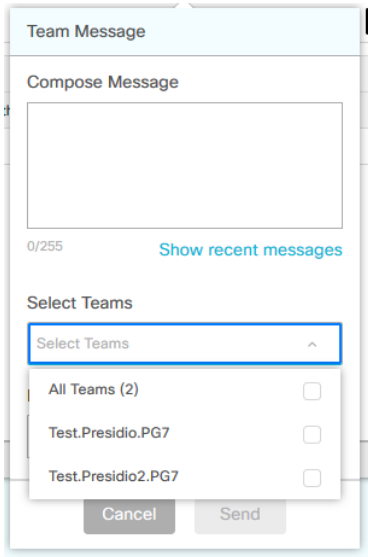 Team Message
Compose Message
0/255
Show recent messages
Select Teams
Select Teams
All Teams (2)
Test.Presidio.PG7
Test.Presidio2.PG7
Cancel
Send